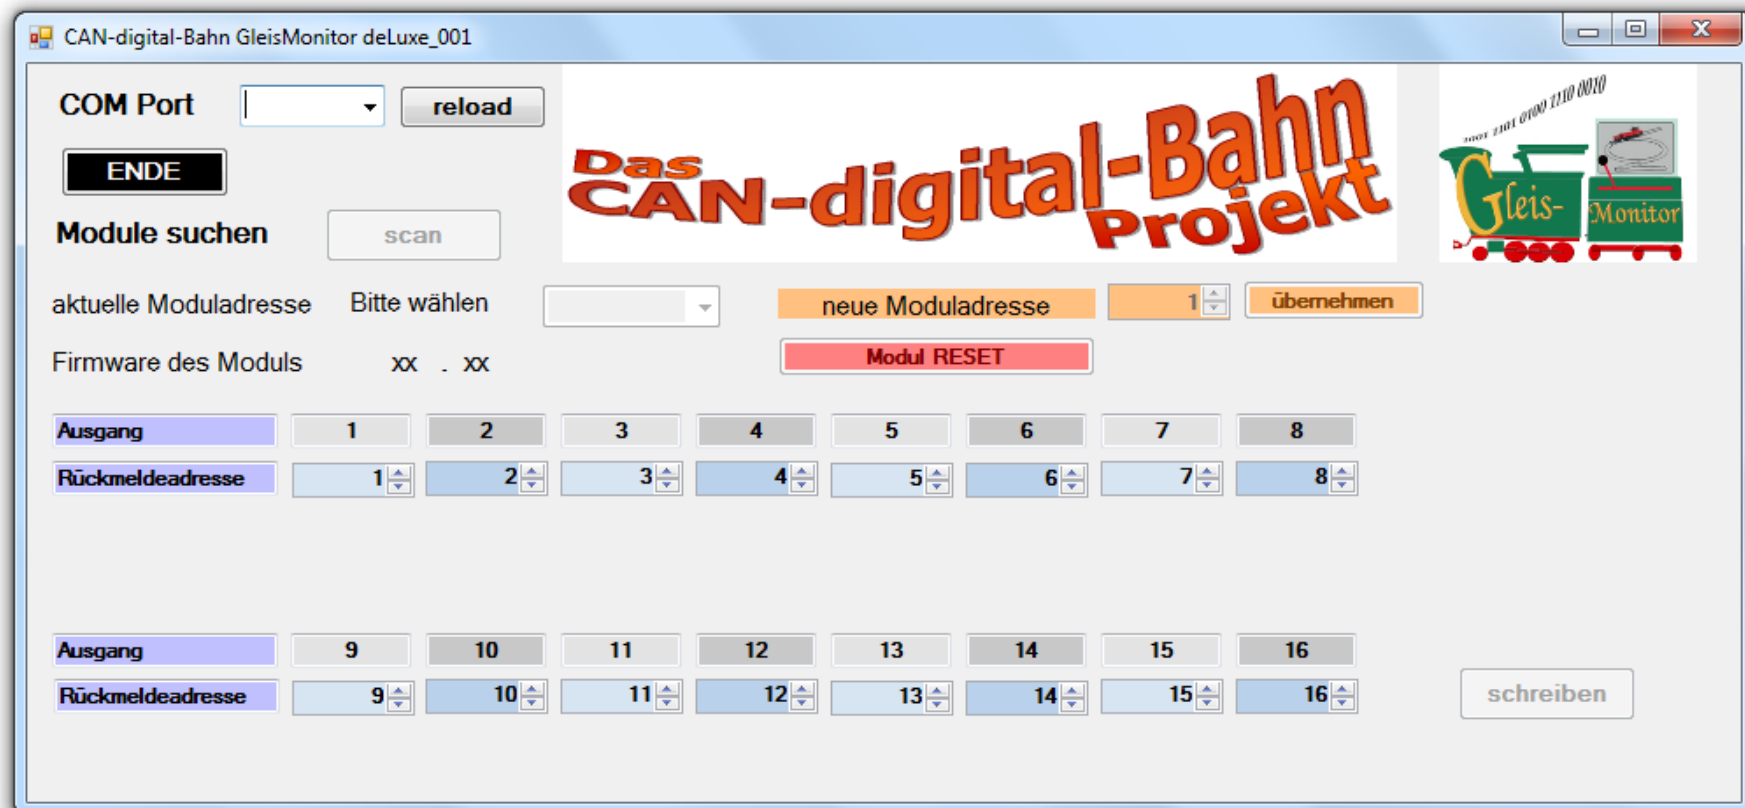 CAN-digital-Bahn GleisMonitor deLuxe_001
COM Port reload
ENDE
Module suchen scan
Das
CAN-digital-Bahn
Projekt
0100 1110 0010
Gleis-Monitor
aktuelle Moduladresse Bitte wählen neue Moduladresse 1 übernehmen
Firmware des Moduls xx . xx Modul RESET
Ausgang 1 2 3 4 5 6 7 8
Rückmeldeadresse 1 2 3 4 5 6 7 8
Ausgang 9 10 11 12 13 14 15 16
Rückmeldeadresse 9 10 11 12 13 14 15 16
schreiben